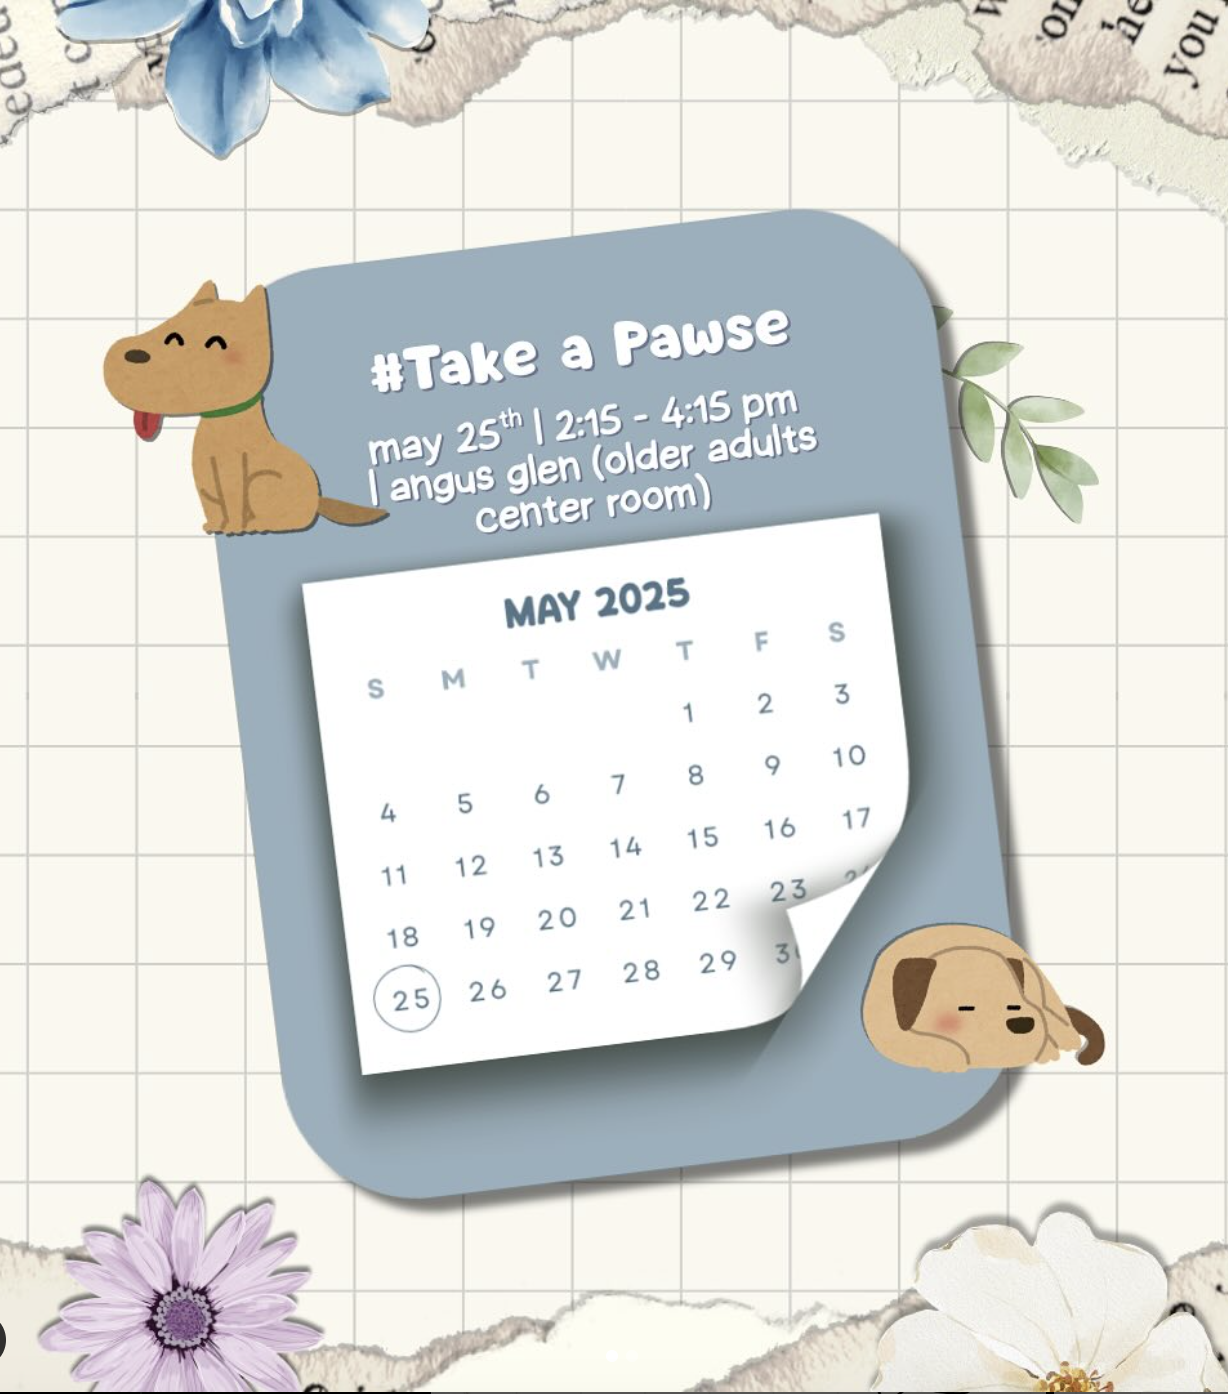 you
#Take a Pawse
may 25th | 2:15 - 4:15 pm
| angus glen (older adults
center room)
MAY 2025
S M T W T F S
1 2 3
4 5 6 7 8 9 10
11 12 13 14 15 16 17
18 19 20 21 22 23
25 26 27 28 29